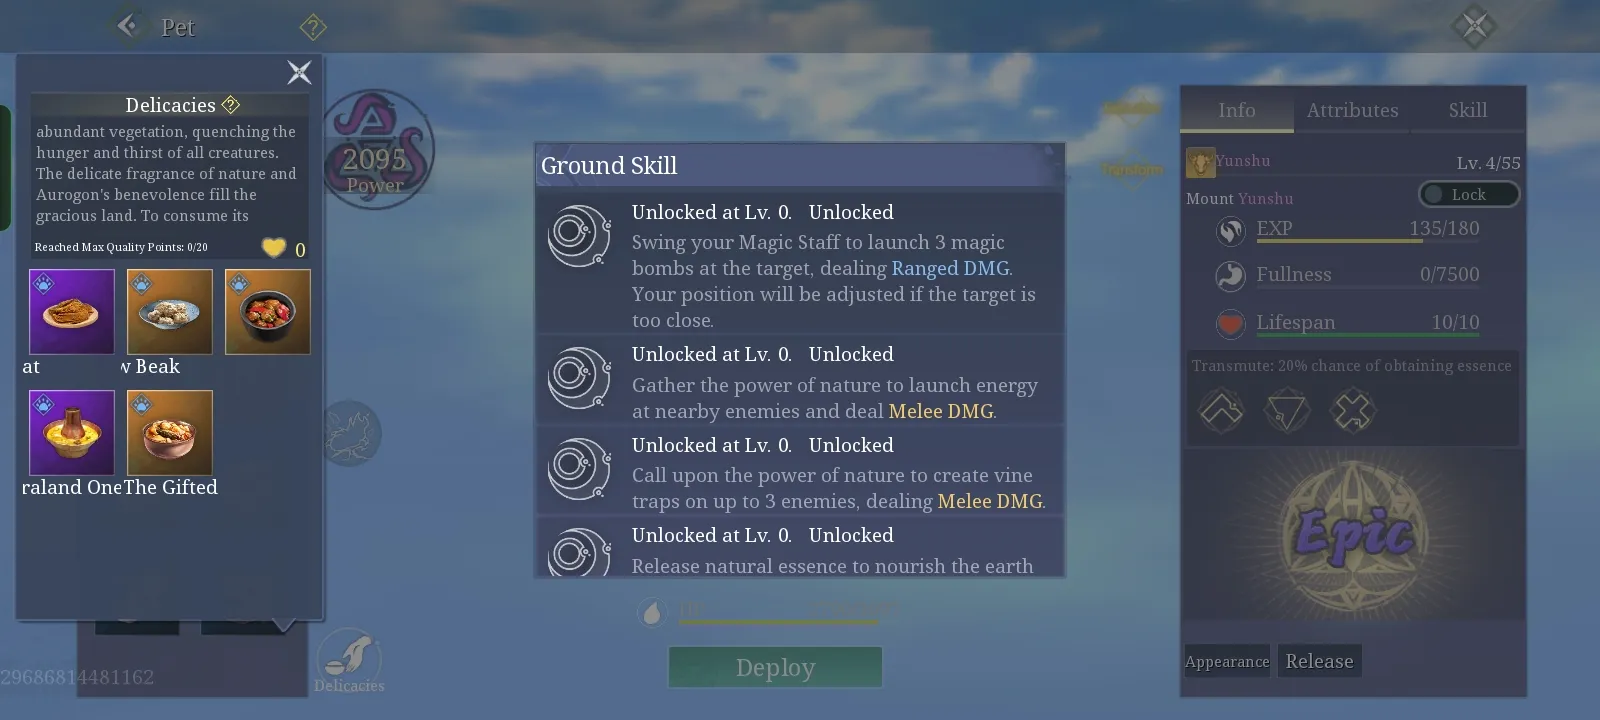 Pet
Delicacies
abundant vegetation, quenching the
hunger and thirst of all creatures.
The delicate fragrance of nature and
Aurogon's benevolence fill the
gracious land. To consume its
Reached Max Quality Points: 0/20
0
at
w Beak
raland One
The Gifted
2095
Power
Ground Skill
Unlocked at Lv. 0. Unlocked
Swing your Magic Staff to launch 3 magic
bombs at the target, dealing Ranged DMG.
Your position will be adjusted if the target is
too close.
Unlocked at Lv. 0. Unlocked
Gather the power of nature to launch energy
at nearby enemies and deal Melee DMG.
Unlocked at Lv. 0. Unlocked
Call upon the power of nature to create vine
traps on up to 3 enemies, dealing Melee DMG.
Unlocked at Lv. 0. Unlocked
Release natural essence to nourish the earth
Deploy
Delicacies
29686814481162
Transform
Info Attributes Skill
Yunshu
Lv. 4/55
Mount Yunshu
Lock
EXP 135/180
Fullness 0/7500
Lifespan 10/10
Transmute: 20% chance of obtaining essence
Epic
Appearance
Release